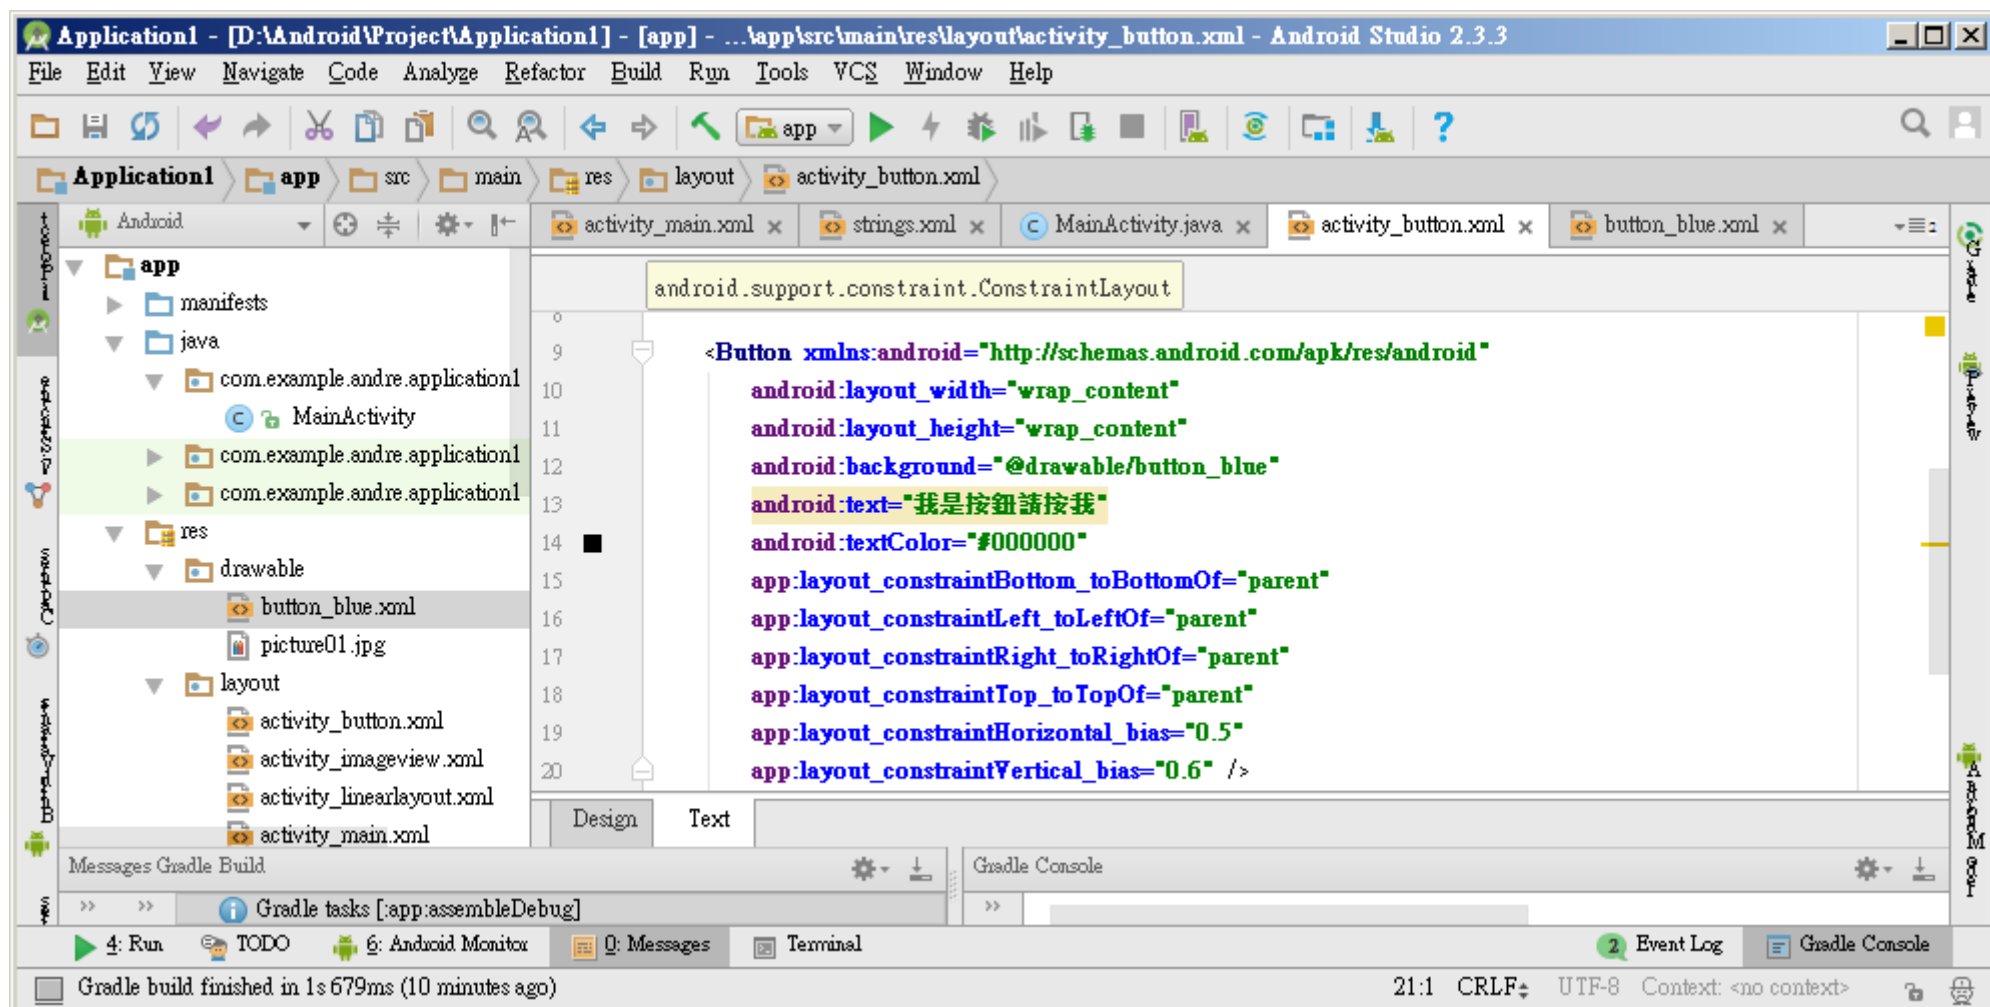 Application1 - [D:\Android\Project\Application1] - [app] - ...\app\src\main\res\layout\activity_button.xml - Android Studio 2.3.3
File Edit View Navigate Code Analyze Refactor Build Run Tools VCS Window Help
app
Application1 app src main res layout activity_button.xml
Android
activity_main.xml strings.xml MainActivity.java activity_button.xml button_blue.xml
app
manifests
java
com.example.andre.application1
MainActivity
com.example.andre.application1
com.example.andre.application1
res
drawable
button_blue.xml
picture01.jpg
layout
activity_button.xml
activity_imageview.xml
activity_linearlayout.xml
activity_main.xml
android.support.constraint.ConstraintLayout
8
9 <Button xmlns:android="http://schemas.android.com/apk/res/android"
10 android:layout_width="wrap_content"
11 android:layout_height="wrap_content"
12 android:background="@drawable/button_blue"
13 android:text="我是按鈕請按我"
14 android:textColor="#000000"
15 app:layout_constraintBottom_toBottomOf="parent"
16 app:layout_constraintLeft_toLeftOf="parent"
17 app:layout_constraintRight_toRightOf="parent"
18 app:layout_constraintTop_toTopOf="parent"
19 app:layout_constraintHorizontal_bias="0.5"
20 app:layout_constraintVertical_bias="0.6" />
Design Text
Gradle
Preview
Messages Gradle Build
Gradle Console
Gradle tasks [:app:assembleDebug]
4: Run TODO 6: Android Monitor 0: Messages Terminal 2 Event Log Gradle Console
Gradle build finished in 1s 679ms (10 minutes ago) 21:1 CRLF UTF-8 Context: <no context>